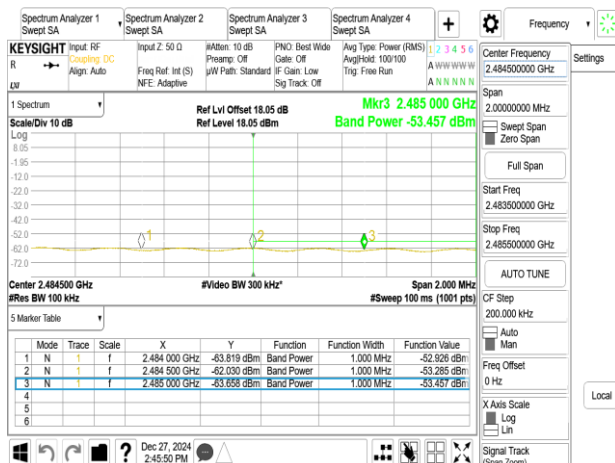 Spectrum Analyzer 1
Swept SA
Spectrum Analyzer 2
Swept SA
Spectrum Analyzer 3
Swept SA
Spectrum Analyzer 4
Swept SA
+
Frequency
KEYSIGHT
R
LXI
Input: RF
Coupling: DC
Align: Auto
Input Z: 50 Ω
Freq Ref: Int (S)
NFE: Adaptive
#Atten: 10 dB
Preamp: Off
µW Path: Standard
PNO: Best Wide
Gate: Off
IF Gain: Low
Sig Track: Off
Avg Type: Power (RMS)
Avg|Hold: 100/100
Trig: Free Run
1 2 3 4 5 6
A W W W W W
A N N N N N
1 Spectrum
Scale/Div 10 dB
Ref Lvl Offset 18.05 dB
Ref Level 18.05 dBm
Mkr3 2.485 000 GHz
Band Power -53.457 dBm
Log
8.05
-1.95
-12.0
-22.0
-32.0
-42.0
-52.0
-62.0
-72.0
1
2
3
Center 2.484500 GHz
#Video BW 300 kHz*
Span 2.000 MHz
#Res BW 100 kHz
#Sweep 100 ms (1001 pts)
5 Marker Table
Mode Trace Scale X Y Function Function Width Function Value
1 N 1 f 2.484 000 GHz -63.819 dBm Band Power 1.000 MHz -52.926 dBm
2 N 1 f 2.484 500 GHz -62.030 dBm Band Power 1.000 MHz -53.285 dBm
3 N 1 f 2.485 000 GHz -63.658 dBm Band Power 1.000 MHz -53.457 dBm
4
5
6
Dec 27, 2024
2:45:50 PM
Center Frequency
2.484500000 GHz
Span
2.00000000 MHz
Swept Span
Zero Span
Full Span
Start Freq
2.483500000 GHz
Stop Freq
2.485500000 GHz
AUTO TUNE
CF Step
200.000 kHz
Auto
Man
Freq Offset
0 Hz
X Axis Scale
Log
Lin
Signal Track
(Span Zoom)
Settings
Local